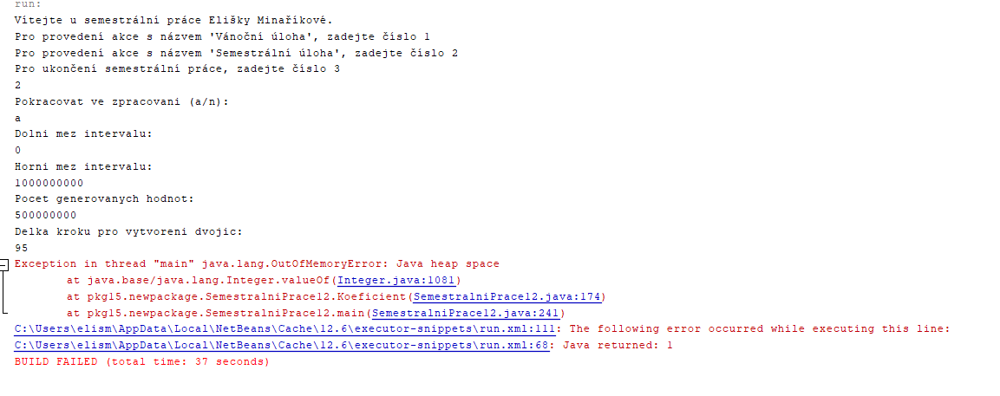 run:
Vítejte u semestrální práce Elišky Minaříkové.
Pro provedení akce s názvem 'Vánoční úloha', zadejte číslo 1
Pro provedení akce s názvem 'Semestrální úloha', zadejte číslo 2
Pro ukončení semestrální práce, zadejte číslo 3
2
Pokracovat ve zpracovani (a/n):
a
Dolni mez intervalu:
0
Horni mez intervalu:
1000000000
Pocet generovanych hodnot:
500000000
Delka kroku pro vytvoreni dvojic:
95
Exception in thread "main" java.lang.OutOfMemoryError: Java heap space
at java.base/java.lang.Integer.valueOf(Integer.java:1081)
at pkg15.newpackage.SemestralniPrace12.Koeficient(SemestralniPrace12.java:174)
at pkg15.newpackage.SemestralniPrace12.main(SemestralniPrace12.java:241)
C:\Users\elism\AppData\Local\NetBeans\Cache\12.6\executor-snippets\run.xml:111: The following error occurred while executing this line:
C:\Users\elism\AppData\Local\NetBeans\Cache\12.6\executor-snippets\run.xml:68: Java returned: 1
BUILD FAILED (total time: 37 seconds)